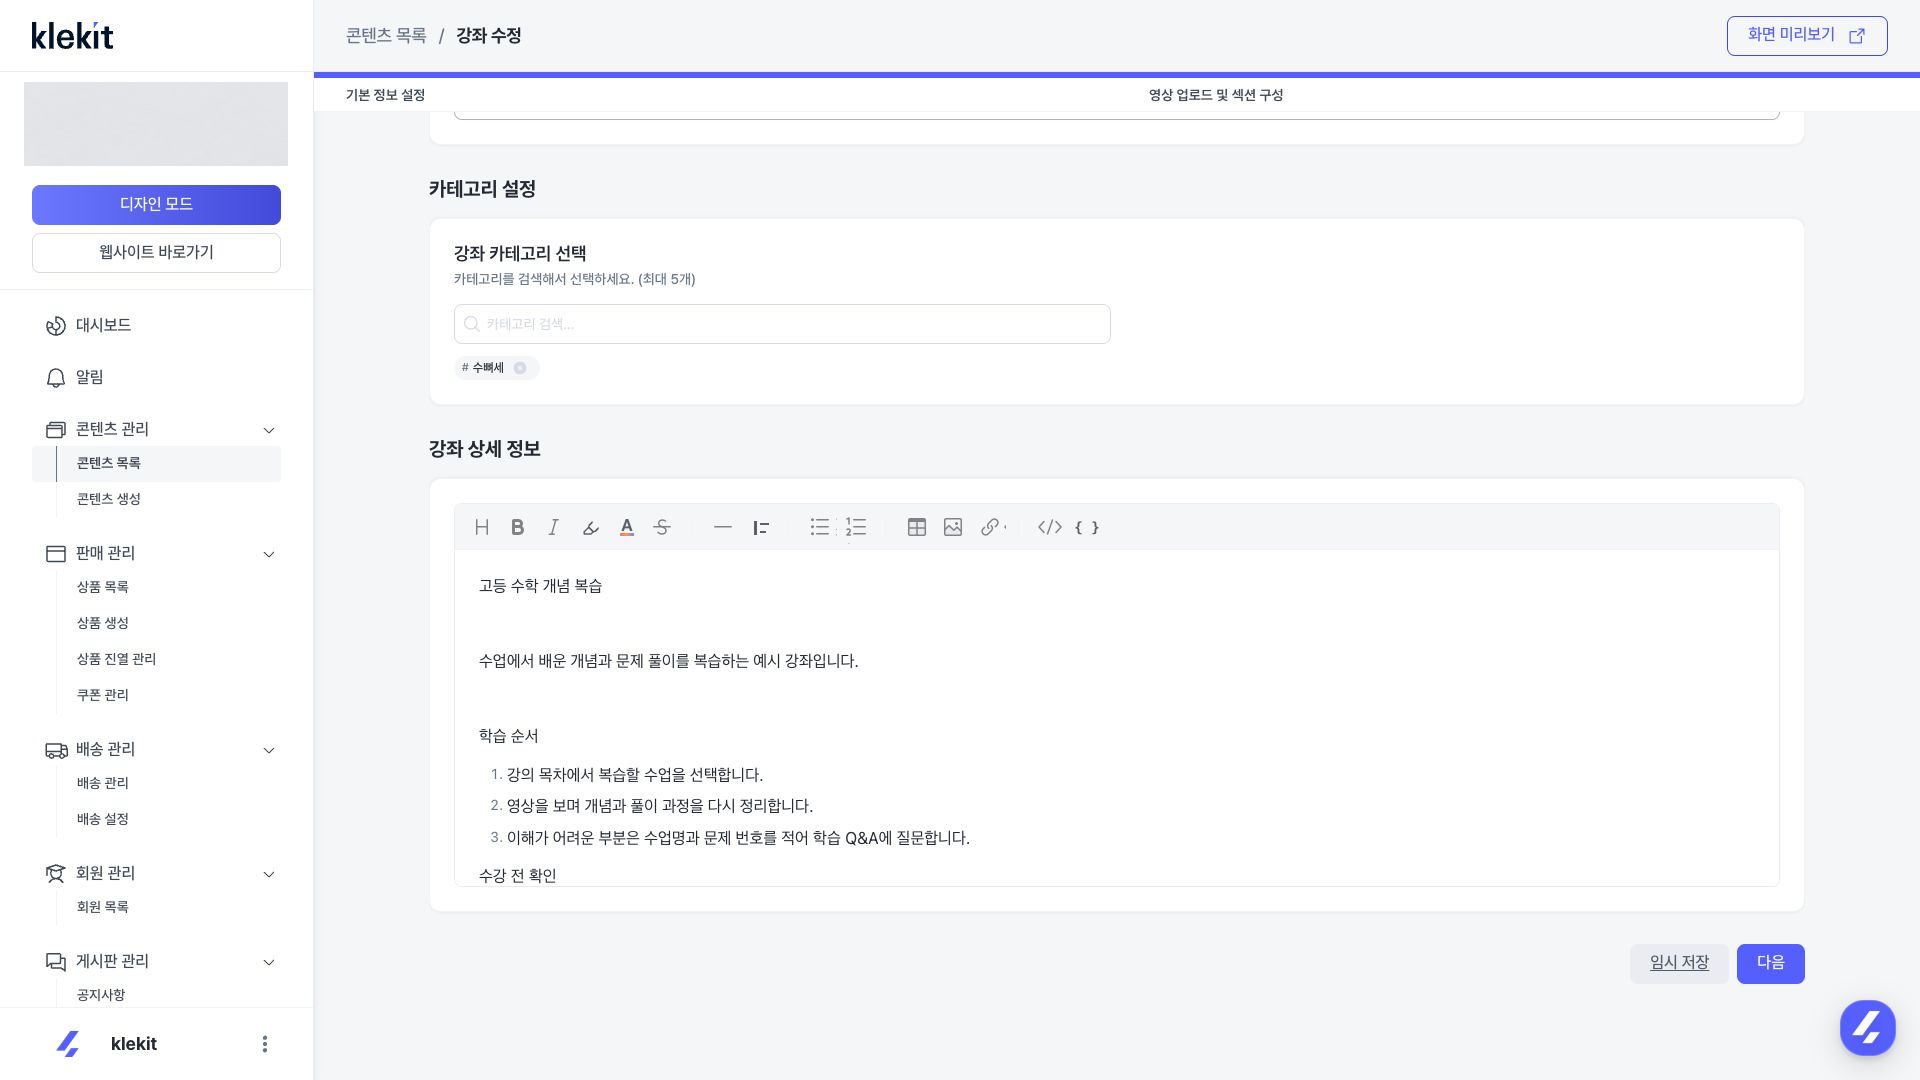 klekit
콘텐츠 목록 / 강좌 수정
화면 미리보기
기본 정보 설정
영상 업로드 및 섹션 구성
디자인 모드
웹사이트 바로가기
대시보드
알림
콘텐츠 관리
콘텐츠 목록
콘텐츠 생성
판매 관리
상품 목록
상품 생성
상품 진열 관리
쿠폰 관리
배송 관리
배송 관리
배송 설정
회원 관리
회원 목록
게시판 관리
공지사항
klekit
카테고리 설정
강좌 카테고리 선택
카테고리를 검색해서 선택하세요. (최대 5개)
카테고리 검색...
# 수뼈세
강좌 상세 정보
고등 수학 개념 복습
수업에서 배운 개념과 문제 풀이를 복습하는 예시 강좌입니다.
학습 순서
1. 강의 목차에서 복습할 수업을 선택합니다.
2. 영상을 보며 개념과 풀이 과정을 다시 정리합니다.
3. 이해가 어려운 부분은 수업명과 문제 번호를 적어 학습 Q&A에 질문합니다.
수강 전 확인
임시 저장
다음